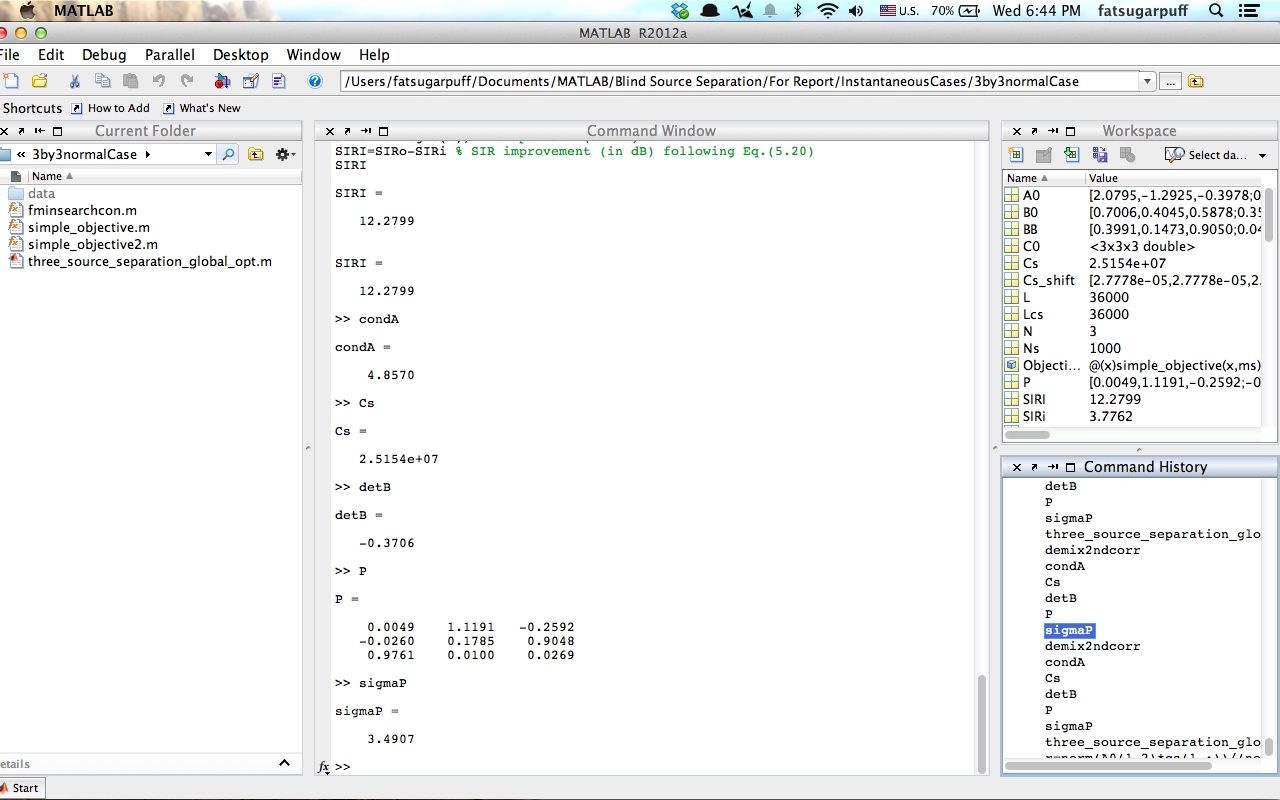 MATLAB
U.S. 70% Wed 6:44 PM fatsugarpuff
MATLAB R2012a
File Edit Debug Parallel Desktop Window Help
/Users/fatsugarpuff/Documents/MATLAB/Blind Source Separation/For Report/InstantaneousCases/3by3normalCase
...
Shortcuts How to Add What's New
Current Folder
« 3by3normalCase
Name
data
fminsearchcon.m
simple_objective.m
simple_objective2.m
three_source_separation_global_opt.m
etails
Start
Command Window
SIRI=SIRo-SIRi % SIR improvement (in dB) following Eq.(5.20)
SIRI
SIRI =
12.2799
SIRI =
12.2799
>> condA
condA =
4.8570
>> Cs
Cs =
2.5154e+07
>> detB
detB =
-0.3706
>> P
P =
0.0049 1.1191 -0.2592
-0.0260 0.1785 0.9048
0.9761 0.0100 0.0269
>> sigmaP
sigmaP =
3.4907
fx >>
Workspace
Select da...
Name Value
A0 [2.0795,-1.2925,-0.3978;0
B0 [0.7006,0.4045,0.5878;0.35
BB [0.3991,0.1473,0.9050;0.04
C0 <3x3x3 double>
Cs 2.5154e+07
Cs_shift [2.7778e-05,2.7778e-05,2.
L 36000
Lcs 36000
N 3
Ns 1000
Objecti... @(x)simple_objective(x,ms)
P [0.0049,1.1191,-0.2592;-0
SIRI 12.2799
SIRi 3.7762
Command History
detB
P
sigmaP
three_source_separation_glo
demix2ndcorr
condA
Cs
detB
P
sigmaP
demix2ndcorr
condA
Cs
detB
P
sigmaP
three_source_separation_glo